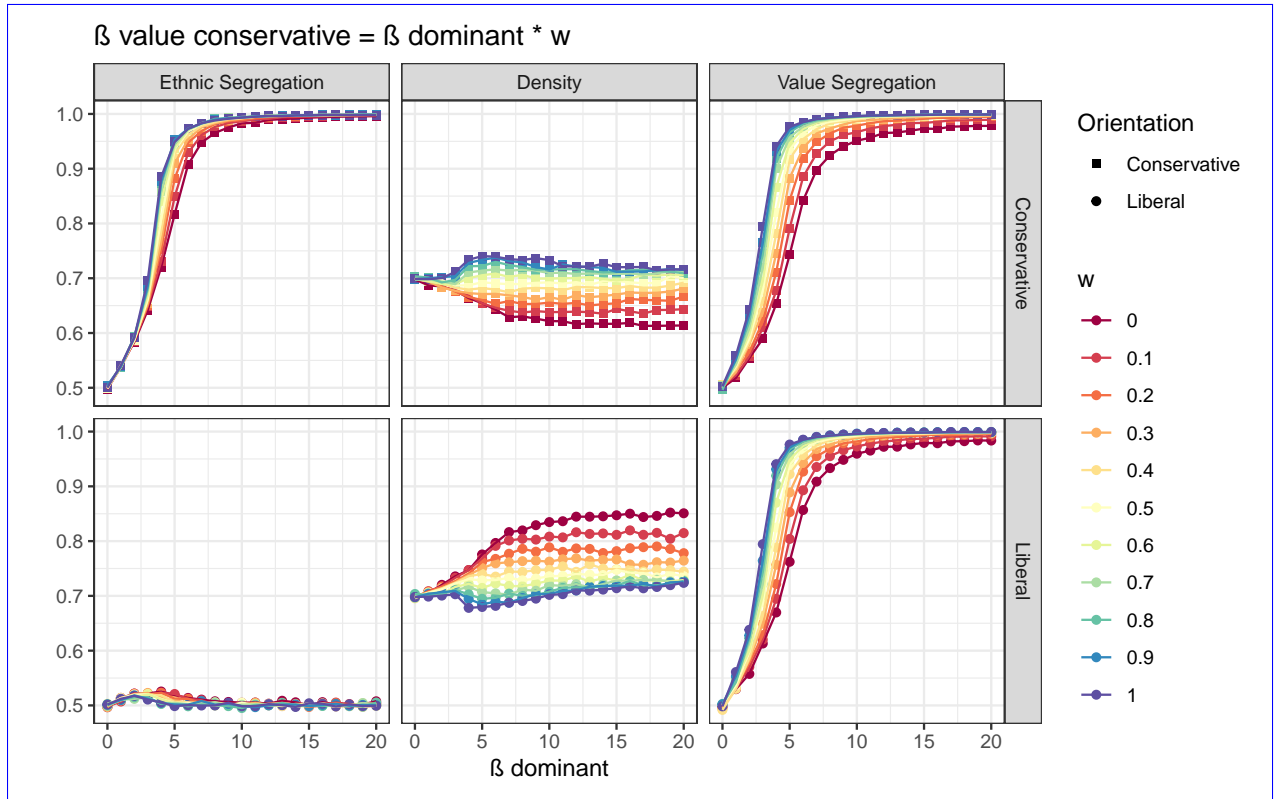 ß value conservative = ß dominant * w
Ethnic Segregation
Density
Value Segregation
1.0
0.9
0.8
0.7
0.6
0.5
Conservative
1.0
0.9
0.8
0.7
0.6
0.5
Liberal
0 5 10 15 20
0 5 10 15 20
0 5 10 15 20
ß dominant
Orientation
Conservative
Liberal
w
0
0.1
0.2
0.3
0.4
0.5
0.6
0.7
0.8
0.9
1